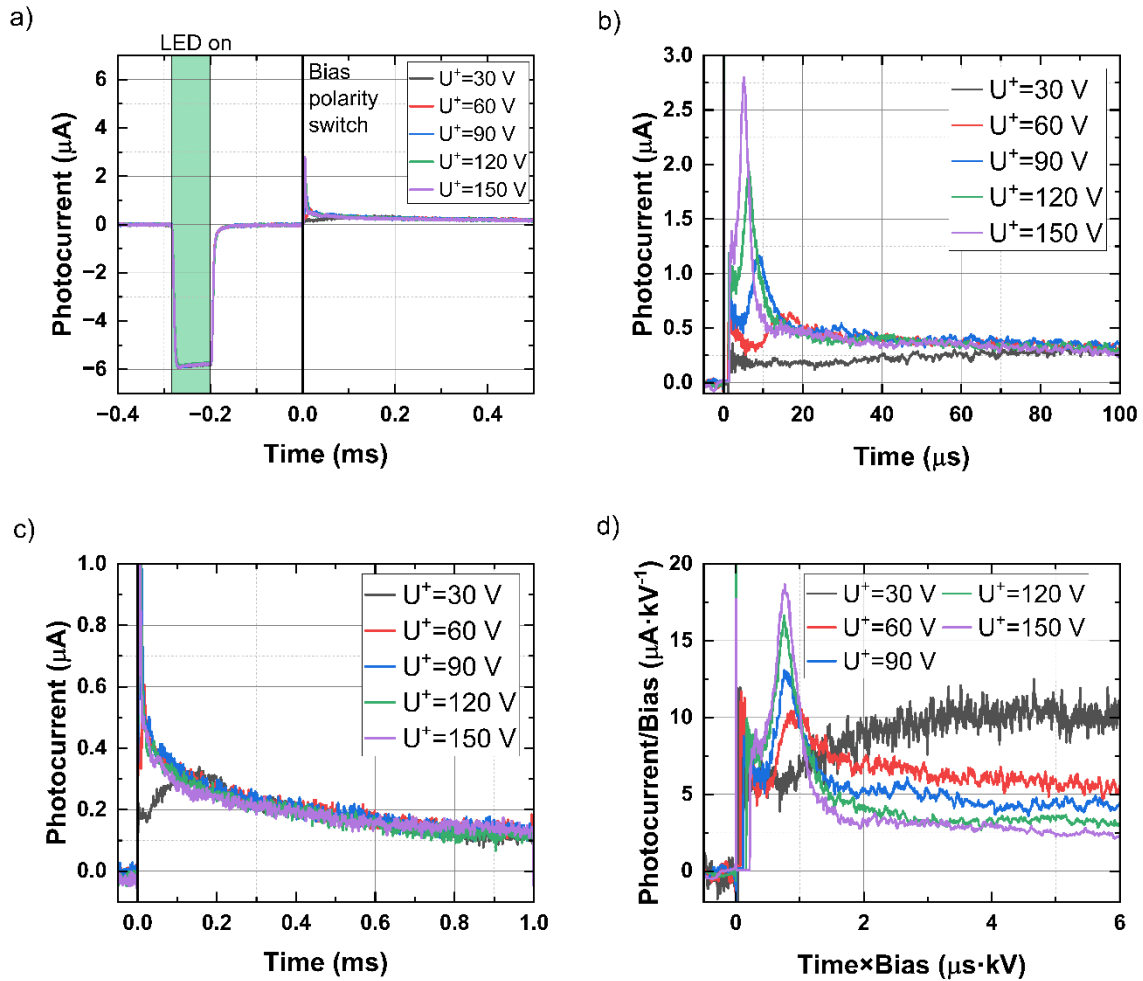 a)
LED on
Photocurrent (μA)
6
4
2
0
−2
−4
−6
Bias
polarity
switch
U⁺=30 V
U⁺=60 V
U⁺=90 V
U⁺=120 V
U⁺=150 V
−0.4
−0.2
0.0
0.2
0.4
Time (ms)
b)
Photocurrent (μA)
3.0
2.5
2.0
1.5
1.0
0.5
0.0
U⁺=30 V
U⁺=60 V
U⁺=90 V
U⁺=120 V
U⁺=150 V
0
20
40
60
80
100
Time (μs)
c)
Photocurrent (μA)
1.0
0.8
0.6
0.4
0.2
0.0
U⁺=30 V
U⁺=60 V
U⁺=90 V
U⁺=120 V
U⁺=150 V
0.0
0.2
0.4
0.6
0.8
1.0
Time (ms)
d)
Photocurrent/Bias (μA·kV⁻¹)
20
15
10
5
0
U⁺=30 V
U⁺=60 V
U⁺=90 V
U⁺=120 V
U⁺=150 V
0
2
4
6
Time×Bias (μs·kV)